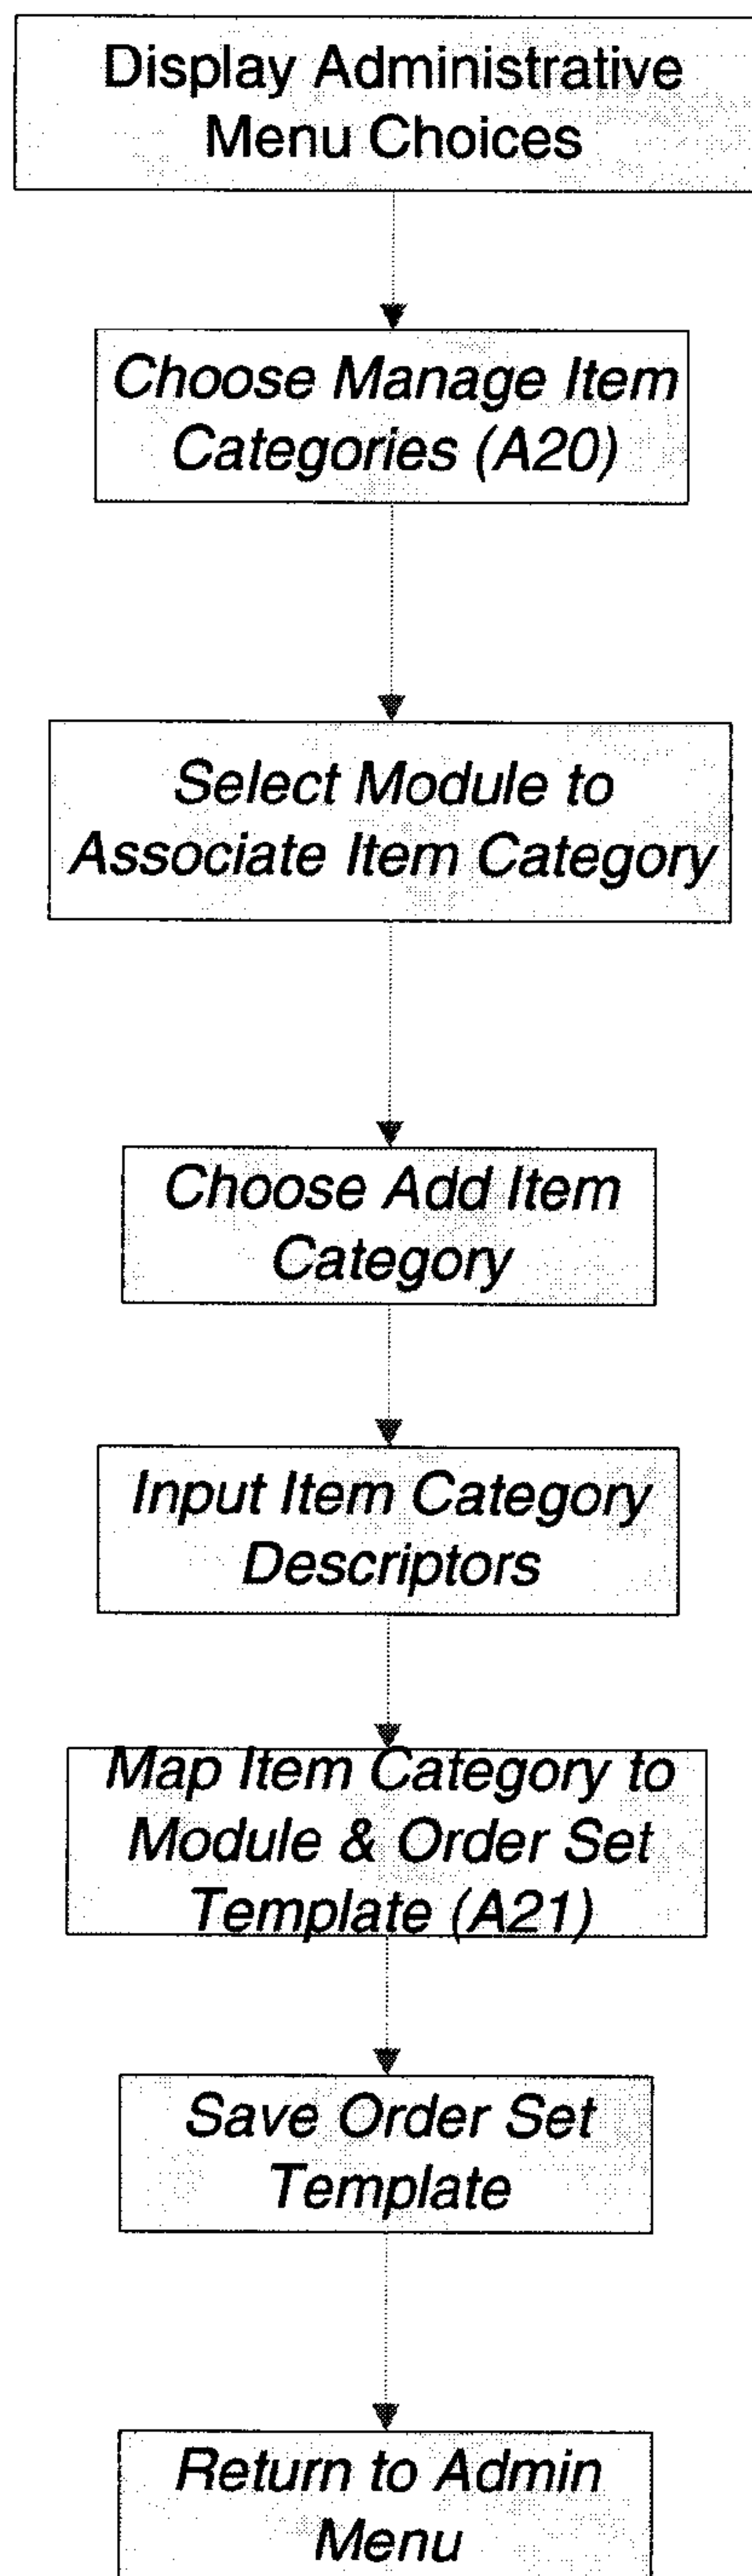 Display Administrative
Menu Choices
Choose Manage Item
Categories (A20)
Select Module to
Associate Item Category
Choose Add Item
Category
Input Item Category
Descriptors
Map Item Category to
Module & Order Set
Template (A21)
Save Order Set
Template
Return to Admin
Menu